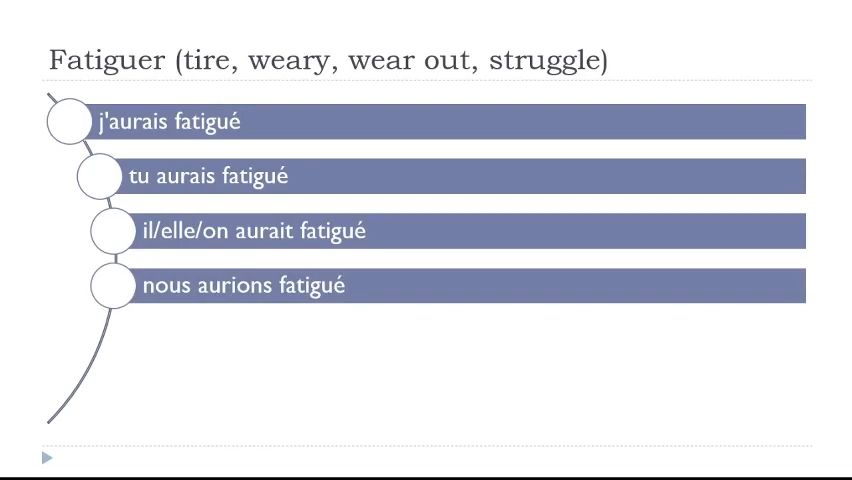 Fatiguer (tire, weary, wear out, struggle)
j'aurais fatigué
tu aurais fatigué
il/elle/on aurait fatigué
nous aurions fatigué